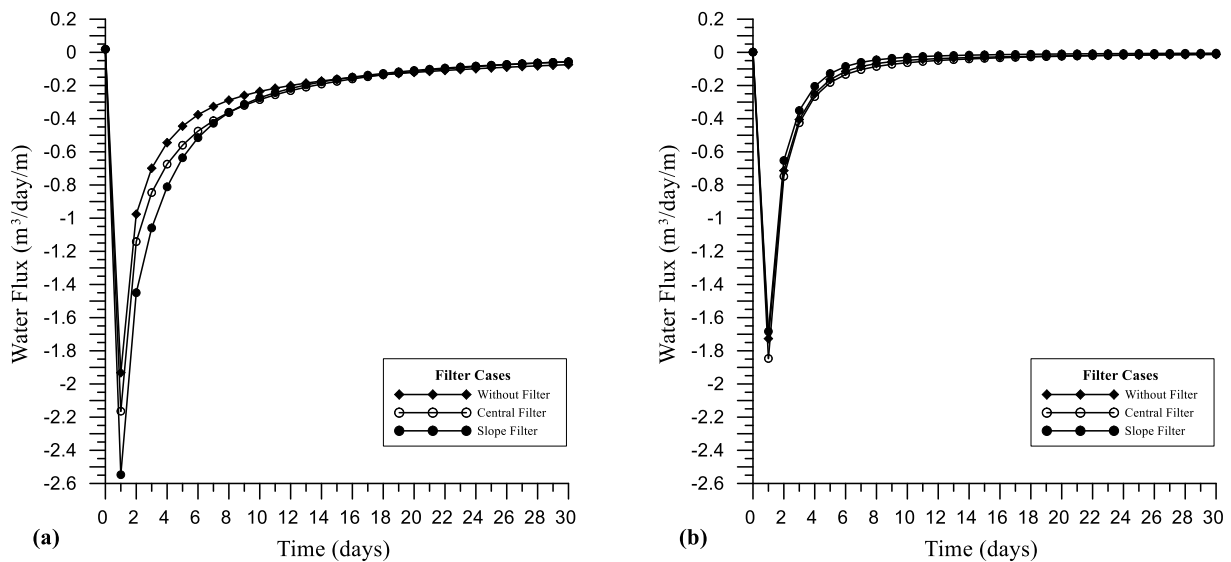 0.2
0
-0.2
-0.4
-0.6
-0.8
-1
-1.2
-1.4
-1.6
-1.8
-2
-2.2
-2.4
-2.6
Water Flux (m³/day/m)
Filter Cases
Without Filter
Central Filter
Slope Filter
0 2 4 6 8 10 12 14 16 18 20 22 24 26 28 30
Time (days)
(a)
0.2
0
-0.2
-0.4
-0.6
-0.8
-1
-1.2
-1.4
-1.6
-1.8
-2
-2.2
-2.4
-2.6
Water Flux (m³/day/m)
Filter Cases
Without Filter
Central Filter
Slope Filter
0 2 4 6 8 10 12 14 16 18 20 22 24 26 28 30
Time (days)
(b)